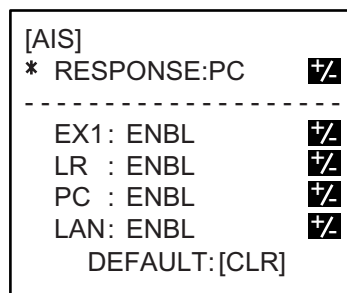 [AIS]
* RESPONSE:PC +/-
- - - - - - - - - - - - - - - - - - - - -
EX1: ENBL +/-
LR : ENBL +/-
PC : ENBL +/-
LAN: ENBL +/-
DEFAULT:[CLR]